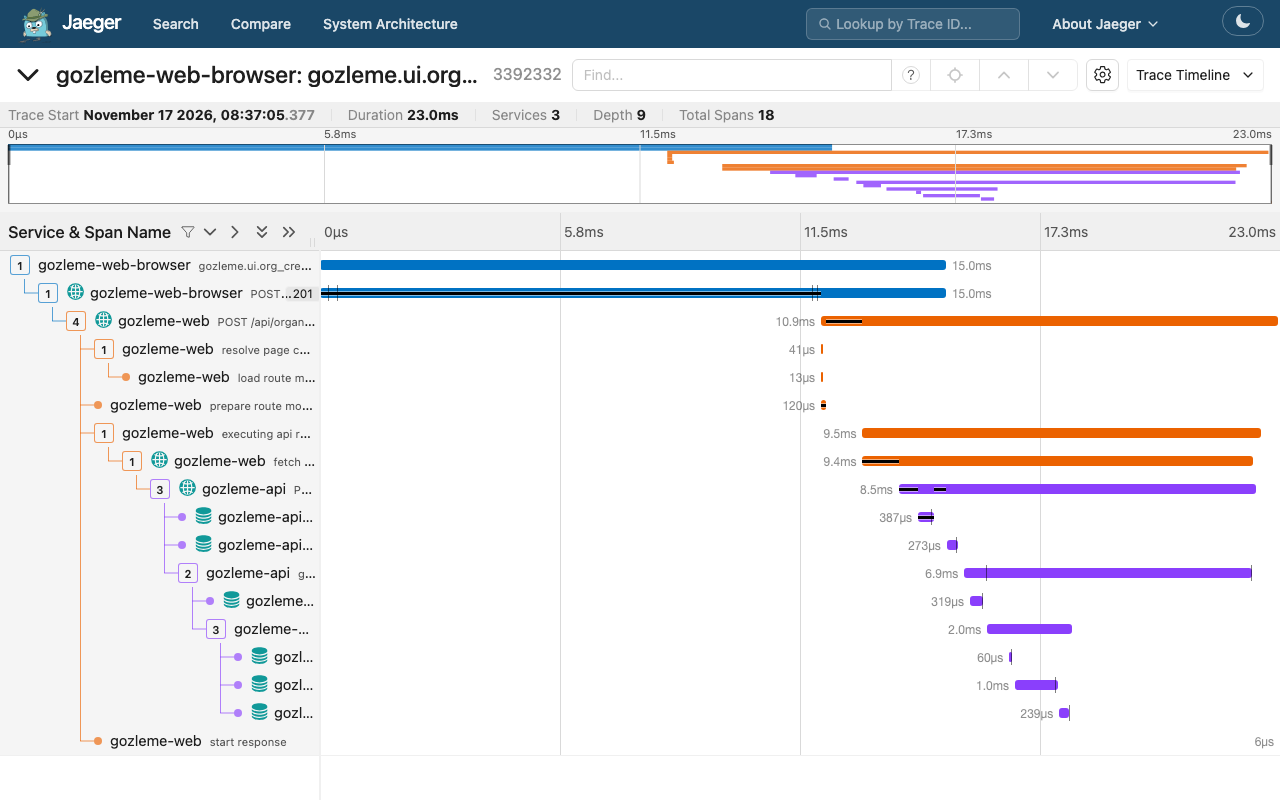 Jaeger Search Compare System Architecture Lookup by Trace ID... About Jaeger
gozleme-web-browser: gozleme.ui.org... 3392332 Find... ? Trace Timeline
Trace Start November 17 2026, 08:37:05.377 Duration 23.0ms Services 3 Depth 9 Total Spans 18
0μs 5.8ms 11.5ms 17.3ms 23.0ms
Service & Span Name 0μs 5.8ms 11.5ms 17.3ms 23.0ms
1 gozleme-web-browser gozleme.ui.org_cre... 15.0ms
1 gozleme-web-browser POST... 201 15.0ms
4 gozleme-web POST /api/organ... 10.9ms
1 gozleme-web resolve page c... 41μs
gozleme-web load route m... 13μs
gozleme-web prepare route mo... 120μs
1 gozleme-web executing api r... 9.5ms
1 gozleme-web fetch ... 9.4ms
3 gozleme-api P... 8.5ms
gozleme-api... 387μs
gozleme-api... 273μs
2 gozleme-api g... 6.9ms
gozleme... 319μs
3 gozleme-... 2.0ms
gozl... 60μs
gozl... 1.0ms
gozl... 239μs
gozleme-web start response 6μs